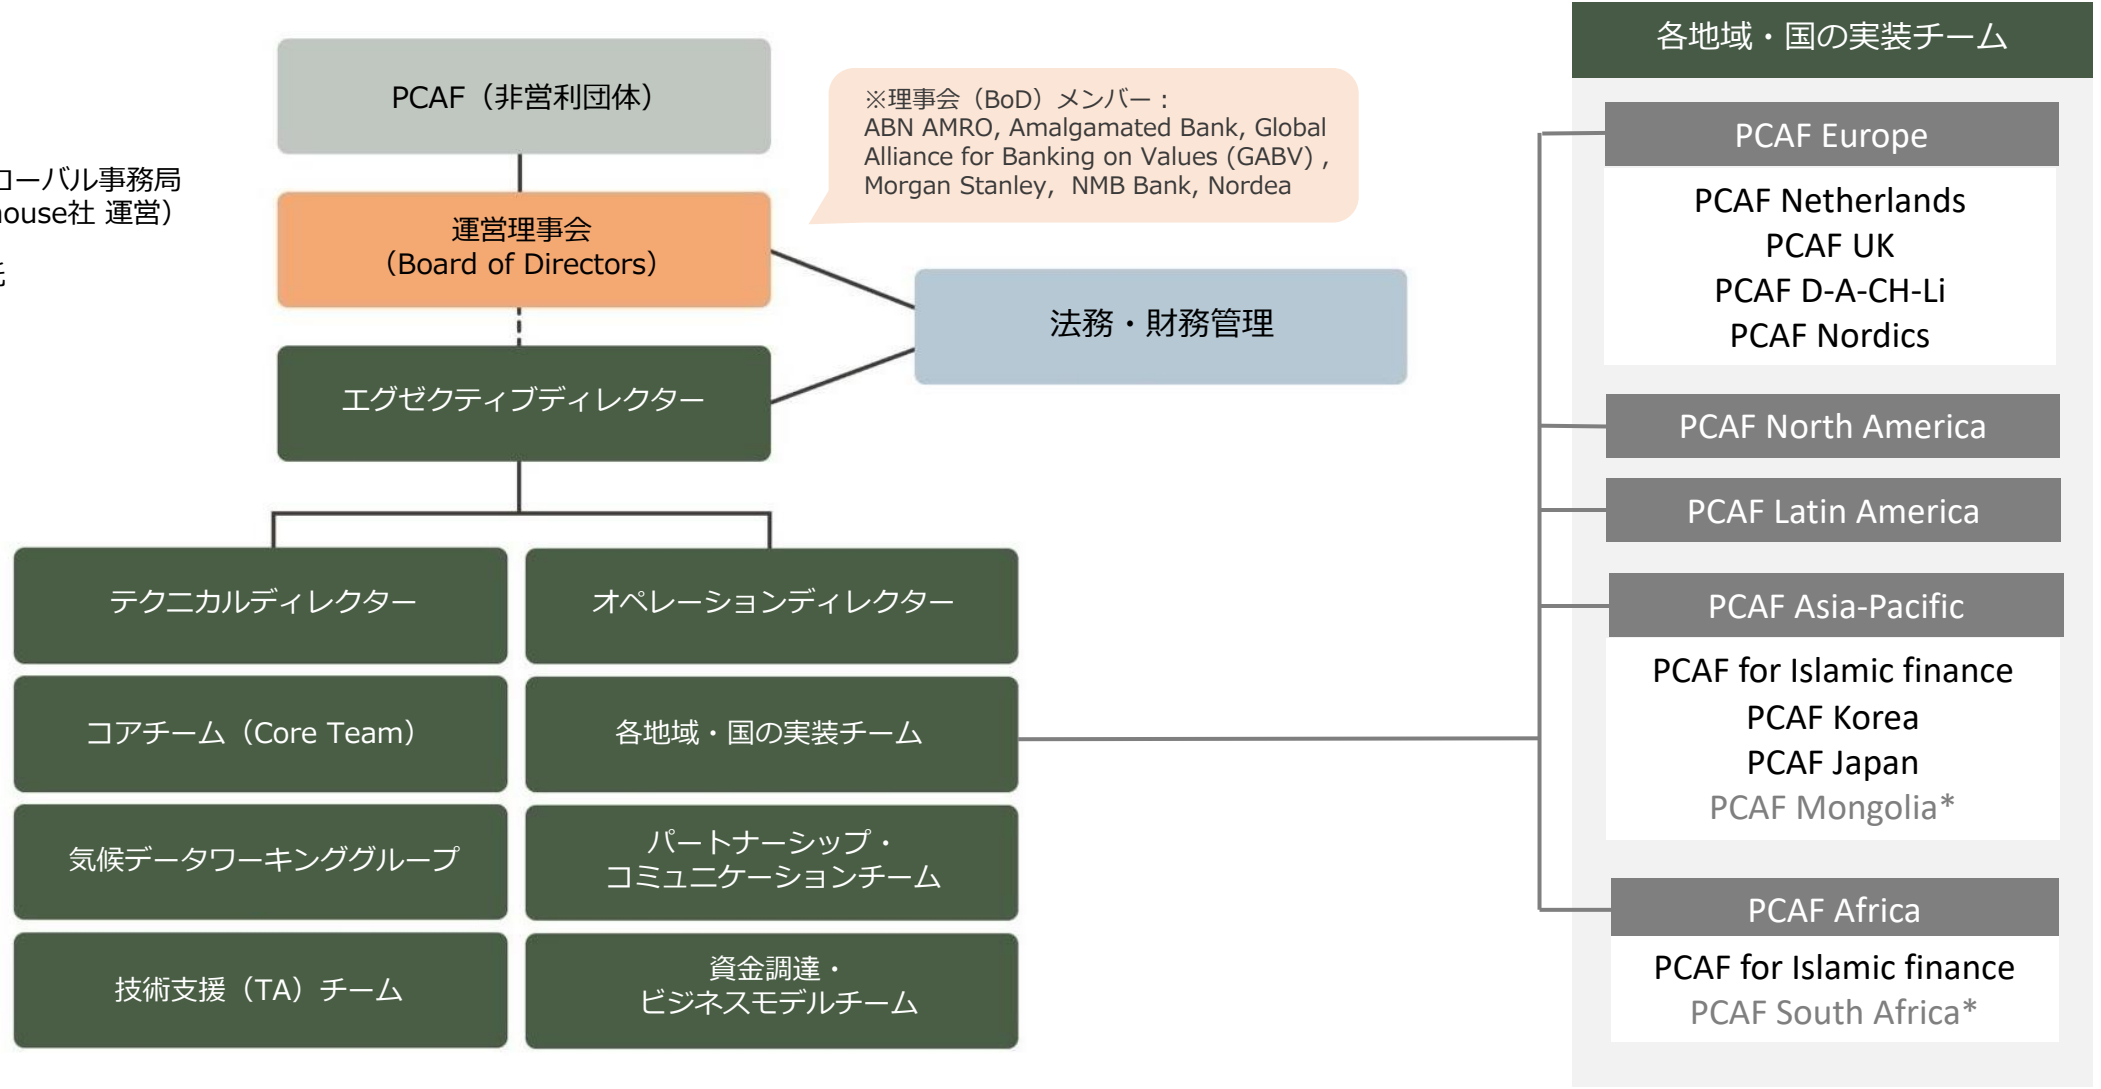 PCAF（非営利団体）
※理事会（BoD）メンバー：
ABN AMRO, Amalgamated Bank, Global
Alliance for Banking on Values (GABV) ,
Morgan Stanley,  NMB Bank, Nordea
ローバル事務局
house社 運営）
運営理事会
（Board of Directors）
法務・財務管理
エグゼクティブディレクター
テクニカルディレクター
オペレーションディレクター
コアチーム（Core Team）
各地域・国の実装チーム
気候データワーキンググループ
パートナーシップ・
コミュニケーションチーム
技術支援（TA）チーム
資金調達・
ビジネスモデルチーム
各地域・国の実装チーム
PCAF Europe
PCAF Netherlands
PCAF UK
PCAF D-A-CH-Li
PCAF Nordics
PCAF North America
PCAF Latin America
PCAF Asia-Pacific
PCAF for Islamic finance
PCAF Korea
PCAF Japan
PCAF Mongolia*
PCAF Africa
PCAF for Islamic finance
PCAF South Africa*